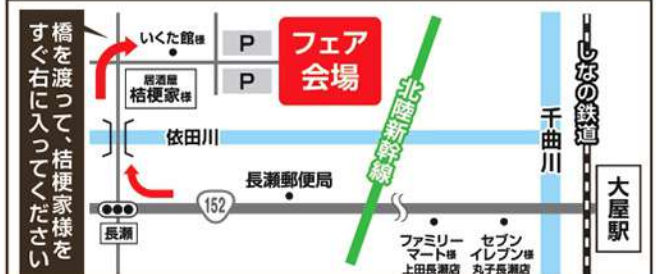 橋を渡って、桔梗家様を
すぐ右に入ってください
いくた館様
P
P
フェア
会場
居酒屋
桔梗家様
依田川
北陸新幹線
千曲川
しなの鉄道
長瀬郵便局
152
長瀬
大屋駅
ファミリー
マート様
上田長瀬店
セブン
イレブン様
丸子長瀬店